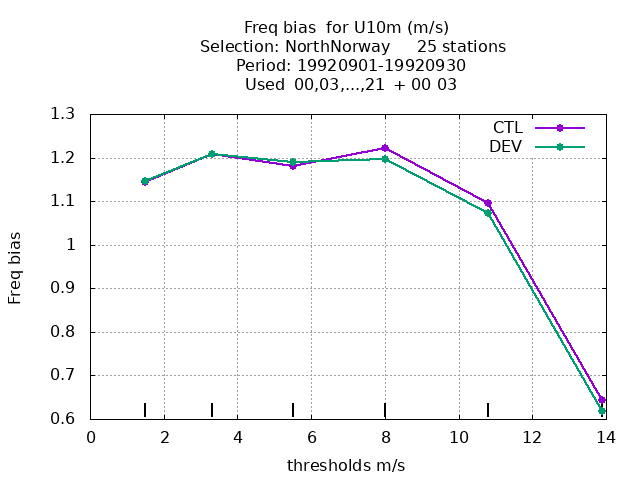 Freq bias  for U10m (m/s)
Selection: NorthNorway     25 stations
Period: 19920901-19920930
Used  00,03,...,21  + 00 03
CTL
DEV
1.3
1.2
1.1
1
0.9
0.8
0.7
0.6
Freq bias
0 2 4 6 8 10 12 14
thresholds m/s